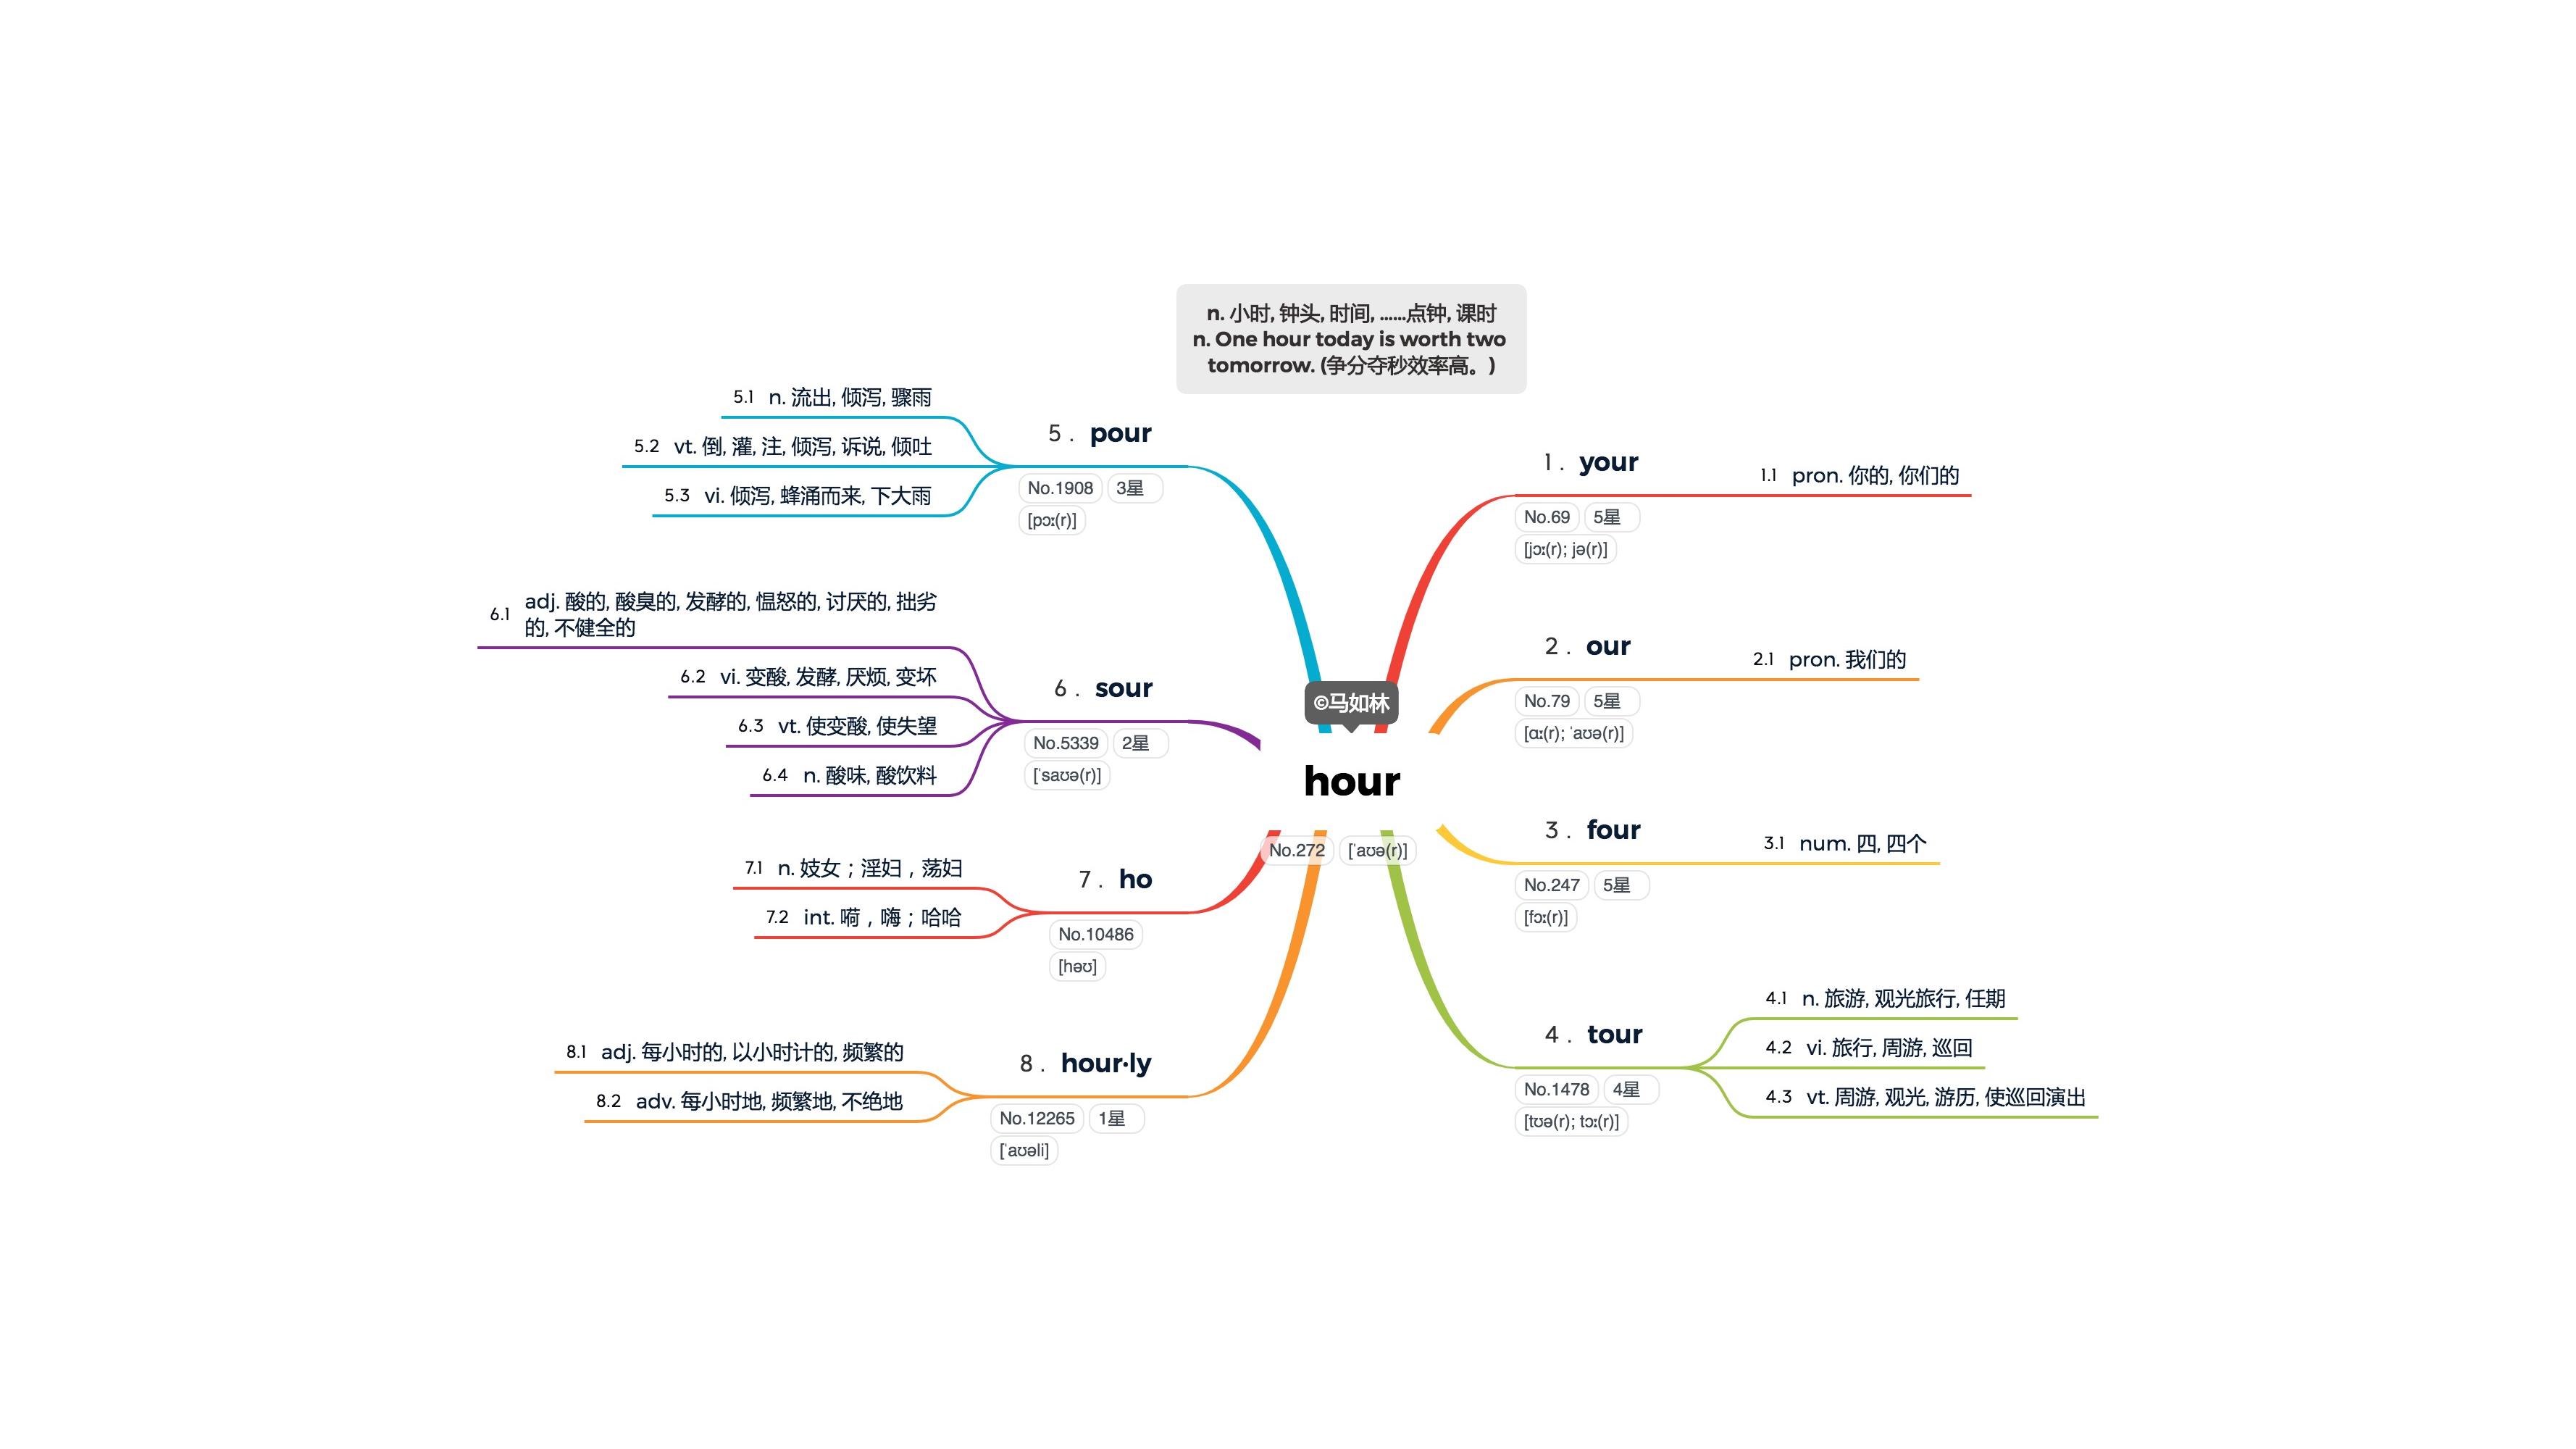 n. 小时, 钟头, 时间, ……点钟, 课时
n. One hour today is worth two
tomorrow. (争分夺秒效率高。)
©马如林
hour
No.272 [ˈaʊə(r)]
1 . your
No.69 5星
[jɔː(r); jə(r)]
1.1 pron. 你的, 你们的
2 . our
No.79 5星
[ɑː(r); ˈaʊə(r)]
2.1 pron. 我们的
3 . four
No.247 5星
[fɔː(r)]
3.1 num. 四, 四个
4 . tour
No.1478 4星
[tʊə(r); tɔː(r)]
4.1 n. 旅游, 观光旅行, 任期
4.2 vi. 旅行, 周游, 巡回
4.3 vt. 周游, 观光, 游历, 使巡回演出
5 . pour
No.1908 3星
[pɔː(r)]
5.1 n. 流出, 倾泻, 骤雨
5.2 vt. 倒, 灌, 注, 倾泻, 诉说, 倾吐
5.3 vi. 倾泻, 蜂涌而来, 下大雨
6 . sour
No.5339 2星
[ˈsaʊə(r)]
6.1 adj. 酸的, 酸臭的, 发酵的, 愠怒的, 讨厌的, 拙劣
的, 不健全的
6.2 vi. 变酸, 发酵, 厌烦, 变坏
6.3 vt. 使变酸, 使失望
6.4 n. 酸味, 酸饮料
7 . ho
No.10486
[həʊ]
7.1 n. 妓女；淫妇，荡妇
7.2 int. 嗬，嗨；哈哈
8 . hour·ly
No.12265 1星
[ˈaʊəli]
8.1 adj. 每小时的, 以小时计的, 频繁的
8.2 adv. 每小时地, 频繁地, 不绝地